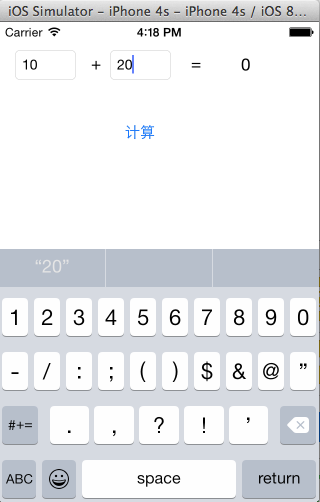 iOS Simulator - iPhone 4s - iPhone 4s / iOS 8...
Carrier 4:18 PM
10 + 20 = 0
计算
“20”
1 2 3 4 5 6 7 8 9 0
- / : ; ( ) $ & @ ”
#+= . , ? ! ’
ABC space return